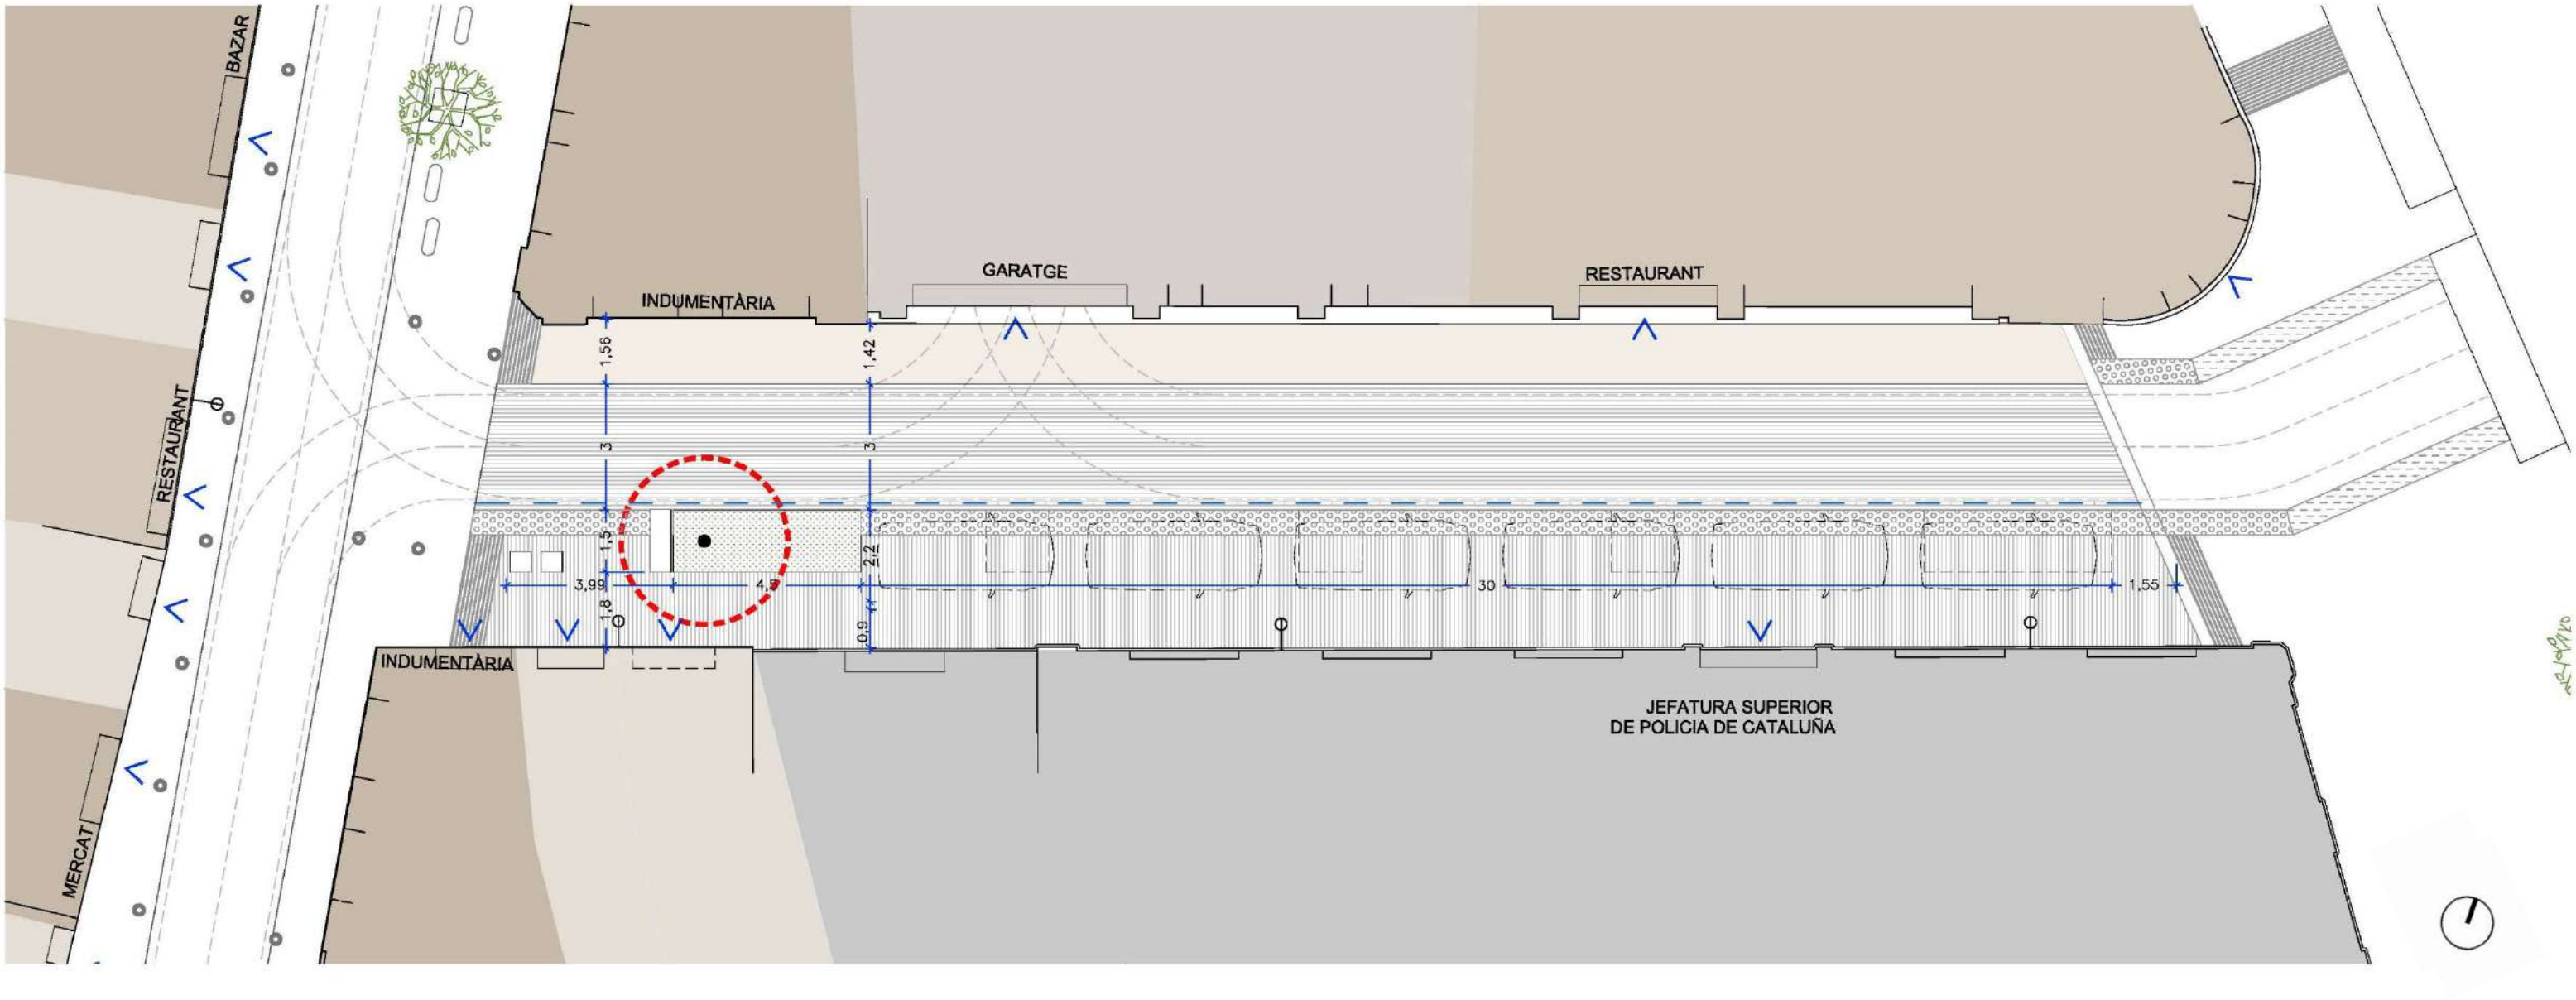 BAZAR
GARATGE
RESTAURANT
INDUMENTÀRIA
1,56
1,42
RESTAURANT
3
3
1,5
2,2
3,99
4,5
30
1,55
1,8
0,9
INDUMENTÀRIA
JEFATURA SUPERIOR
DE POLICIA DE CATALUÑA
MERCAT